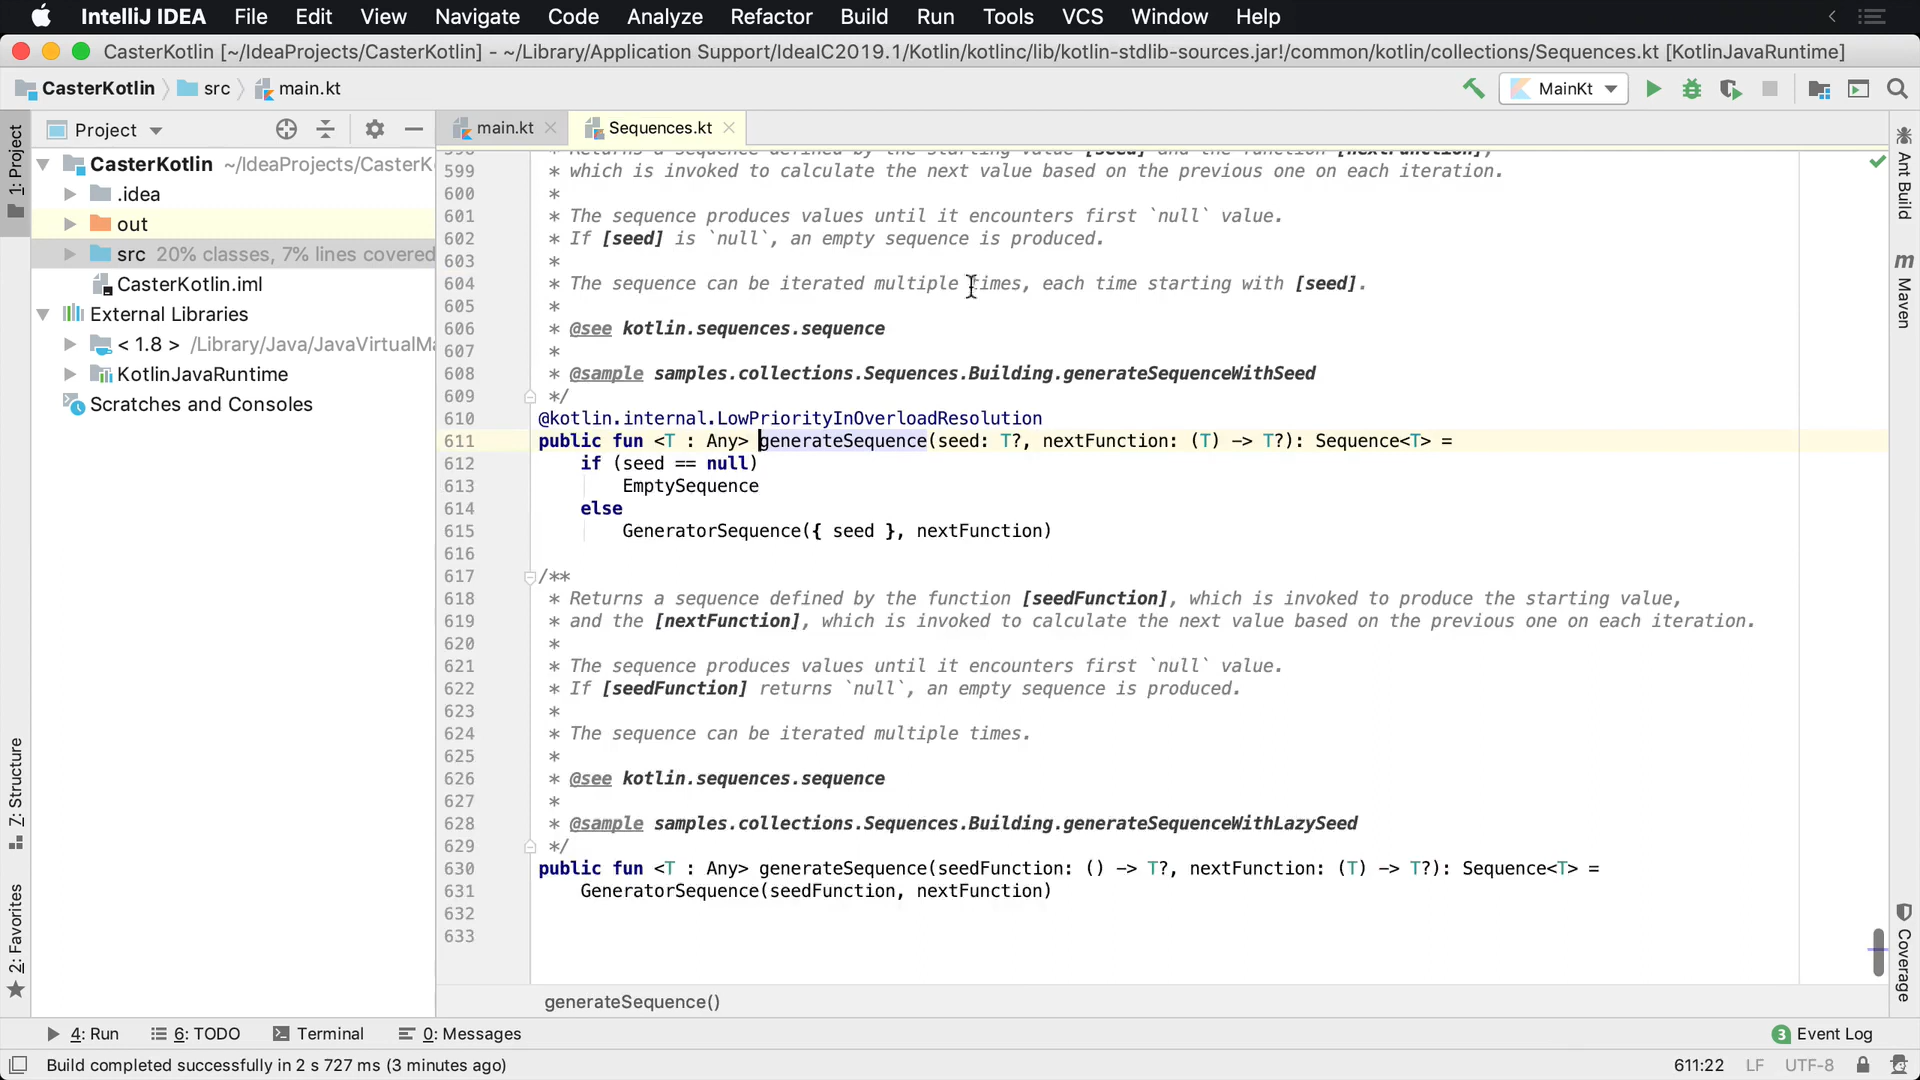 IntelliJ IDEA File Edit View Navigate Code Analyze Refactor Build Run Tools VCS Window Help
CasterKotlin [~/IdeaProjects/CasterKotlin] - ~/Library/Application Support/IdeaIC2019.1/Kotlin/kotlinc/lib/kotlin-stdlib-sources.jar!/common/kotlin/collections/Sequences.kt [KotlinJavaRuntime]
CasterKotlin src main.kt MainKt
1: Project
Z: Structure
2: Favorites
Project
CasterKotlin ~/IdeaProjects/CasterK
.idea
out
src 20% classes, 7% lines covered
CasterKotlin.iml
External Libraries
< 1.8 > /Library/Java/JavaVirtualMa
KotlinJavaRuntime
Scratches and Consoles
main.kt Sequences.kt
598 * Returns a sequence defined by the starting value [seed] and the function [nextFunction],
599 * which is invoked to calculate the next value based on the previous one on each iteration.
600 *
601 * The sequence produces values until it encounters first `null` value.
602 * If [seed] is `null`, an empty sequence is produced.
603 *
604 * The sequence can be iterated multiple times, each time starting with [seed].
605 *
606 * @see kotlin.sequences.sequence
607 *
608 * @sample samples.collections.Sequences.Building.generateSequenceWithSeed
609 */
610 @kotlin.internal.LowPriorityInOverloadResolution
611 public fun <T : Any> generateSequence(seed: T?, nextFunction: (T) -> T?): Sequence<T> =
612 if (seed == null)
613 EmptySequence
614 else
615 GeneratorSequence({ seed }, nextFunction)
616
617 /**
618 * Returns a sequence defined by the function [seedFunction], which is invoked to produce the starting value,
619 * and the [nextFunction], which is invoked to calculate the next value based on the previous one on each iteration.
620 *
621 * The sequence produces values until it encounters first `null` value.
622 * If [seedFunction] returns `null`, an empty sequence is produced.
623 *
624 * The sequence can be iterated multiple times.
625 *
626 * @see kotlin.sequences.sequence
627 *
628 * @sample samples.collections.Sequences.Building.generateSequenceWithLazySeed
629 */
630 public fun <T : Any> generateSequence(seedFunction: () -> T?, nextFunction: (T) -> T?): Sequence<T> =
631 GeneratorSequence(seedFunction, nextFunction)
632
633
generateSequence()
Ant Build
m Maven
Coverage
4: Run 6: TODO Terminal 0: Messages 3 Event Log
Build completed successfully in 2 s 727 ms (3 minutes ago) 611:22 LF UTF-8